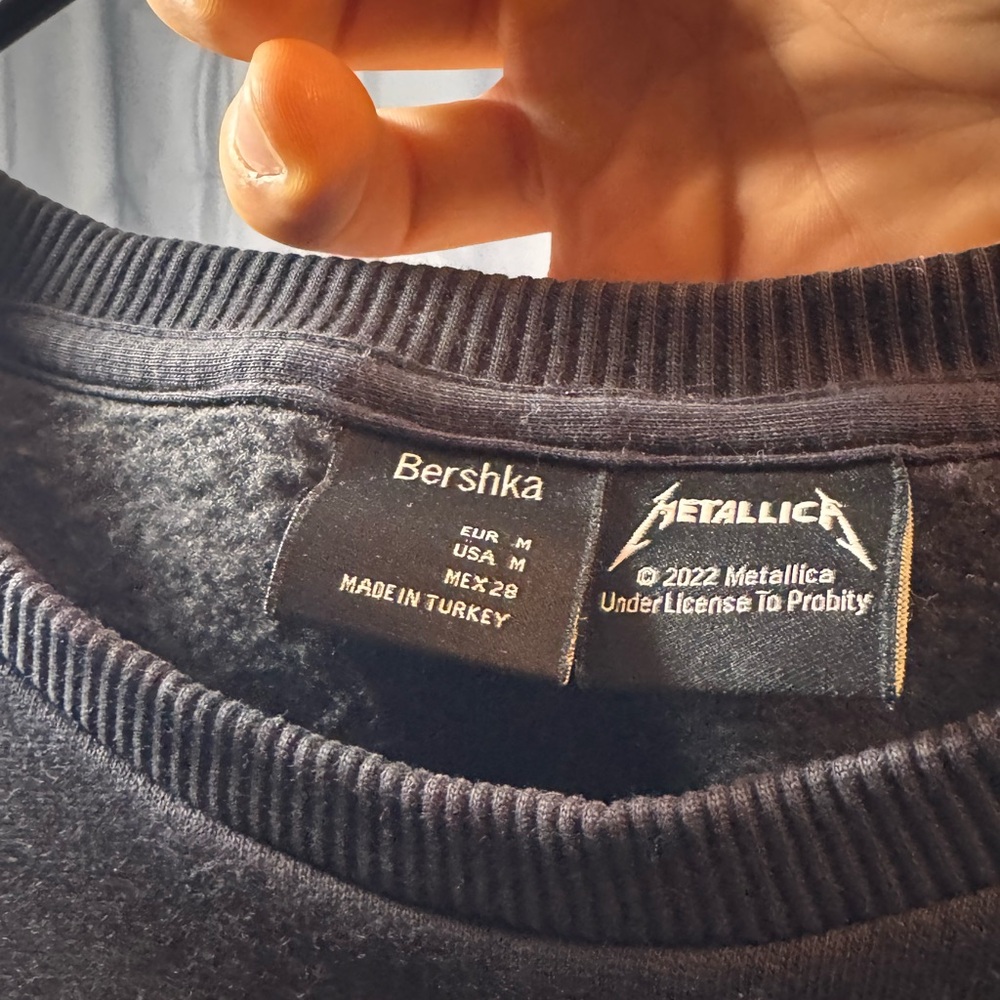 Bershka
EUR M
USA M
MEX 28
MADE IN TURKEY
METALLICA
© 2022 Metallica
Under License To Probity